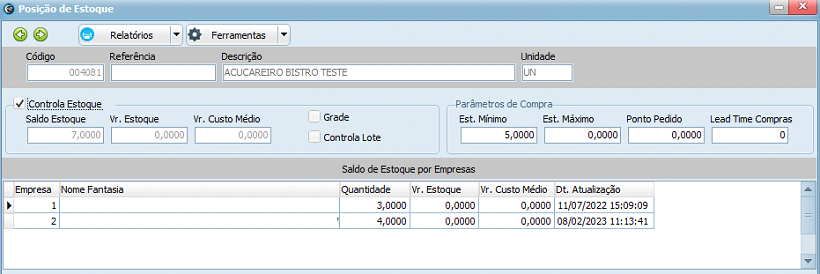 Posição de Estoque
Relatórios Ferramentas
Código Referência Descrição Unidade
004081 ACUCAREIRO BISTRO TESTE UN
Controla Estoque Parâmetros de Compra
Saldo Estoque Vr. Estoque Vr. Custo Médio Grade Est. Mínimo Est. Máximo Ponto Pedido Lead Time Compras
7,0000 0,0000 0,0000 Controla Lote 5,0000 0,0000 0,0000 0
Saldo de Estoque por Empresas
Empresa Nome Fantasia Quantidade Vr. Estoque Vr. Custo Médio Dt. Atualização
1 3,0000 0,0000 0,0000 11/07/2022 15:09:09
2 4,0000 0,0000 0,0000 08/02/2023 11:13:41